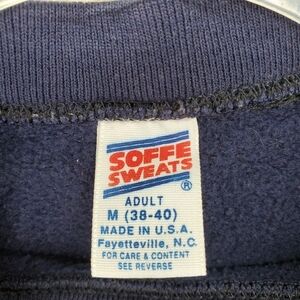 SOFFE
SWEATS
®
ADULT
M (38-40)
MADE IN U.S.A.
Fayetteville, N.C.
FOR CARE & CONTENT
SEE REVERSE